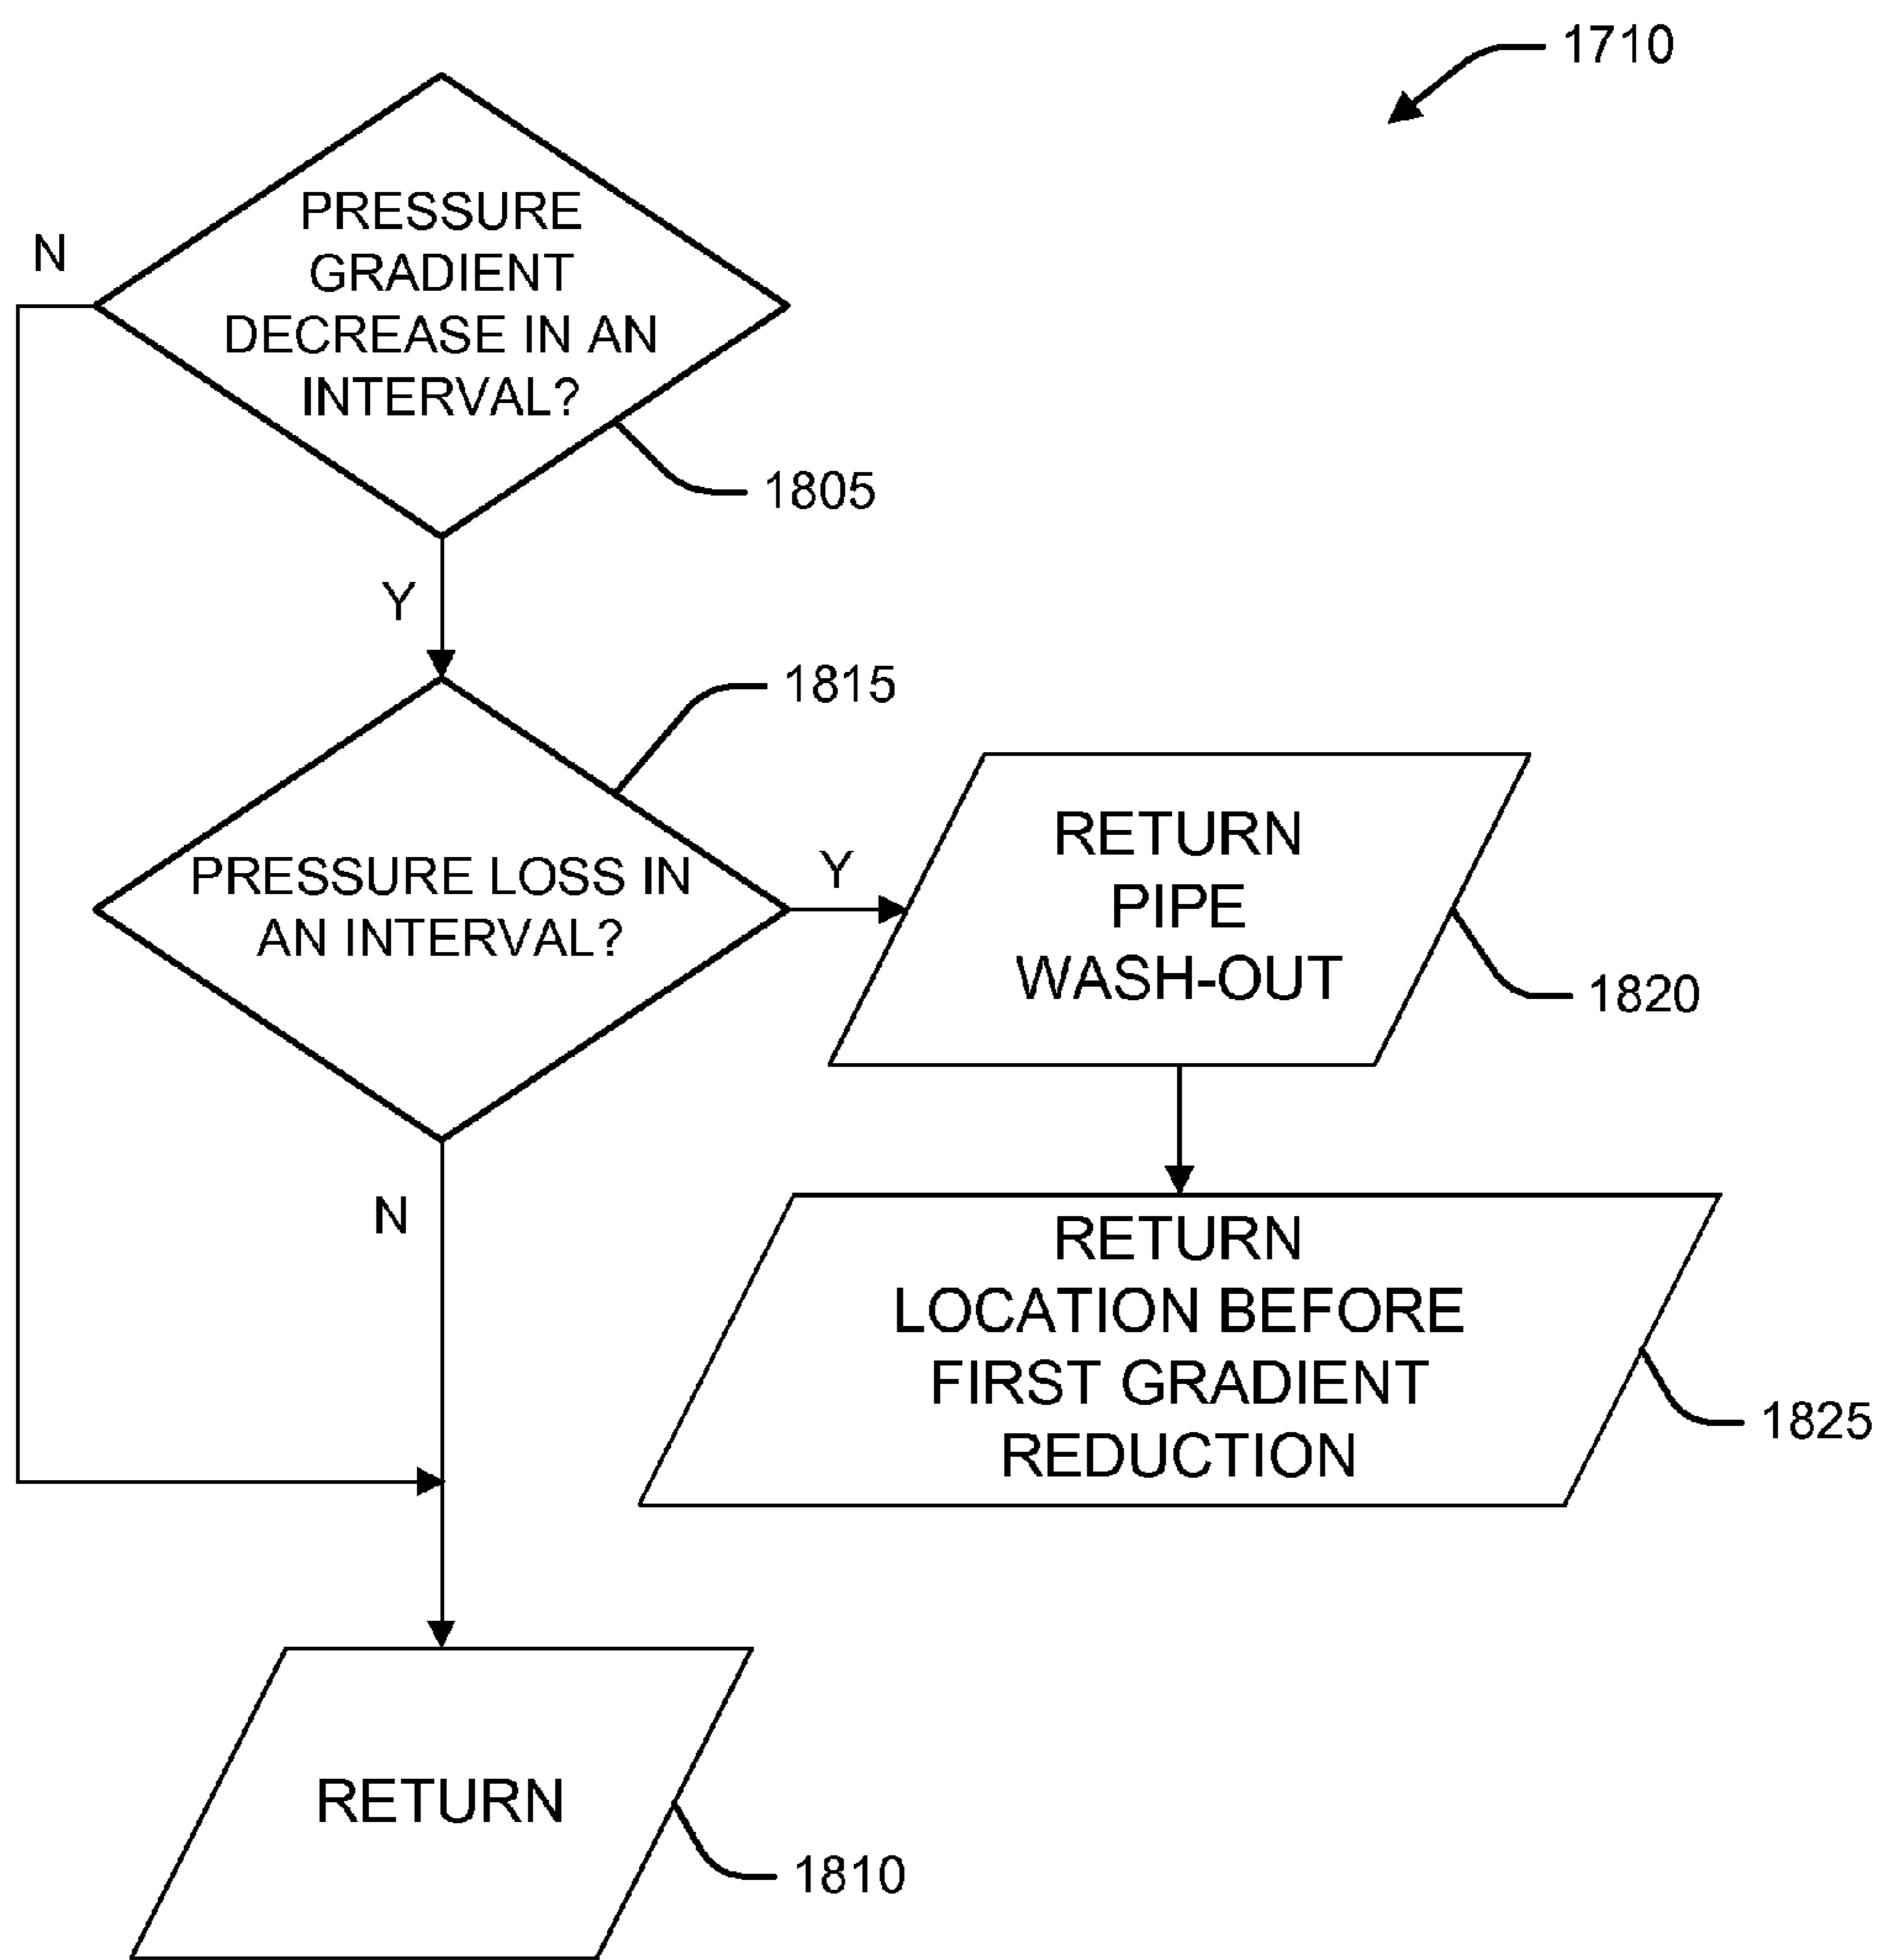 1710
PRESSURE
GRADIENT
DECREASE IN AN
INTERVAL?
N
1805
Y
1815
PRESSURE LOSS IN
AN INTERVAL?
Y
RETURN
PIPE
WASH-OUT
1820
N
RETURN
LOCATION BEFORE
FIRST GRADIENT
REDUCTION
1825
RETURN
1810